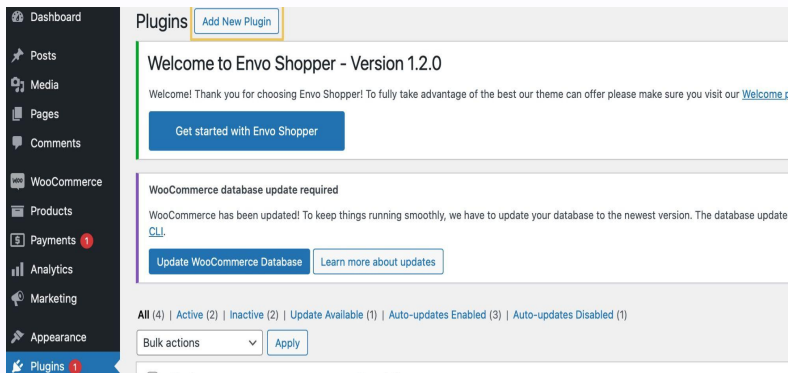 Dashboard
Posts
Media
Pages
Comments
WooCommerce
Products
Payments 1
Analytics
Marketing
Appearance
Plugins 1
Plugins Add New Plugin
Welcome to Envo Shopper - Version 1.2.0
Welcome! Thank you for choosing Envo Shopper! To fully take advantage of the best our theme can offer please make sure you visit our Welcome p
Get started with Envo Shopper
WooCommerce database update required
WooCommerce has been updated! To keep things running smoothly, we have to update your database to the newest version. The database update
CLI.
Update WooCommerce Database Learn more about updates
All (4) | Active (2) | Inactive (2) | Update Available (1) | Auto-updates Enabled (3) | Auto-updates Disabled (1)
Bulk actions Apply